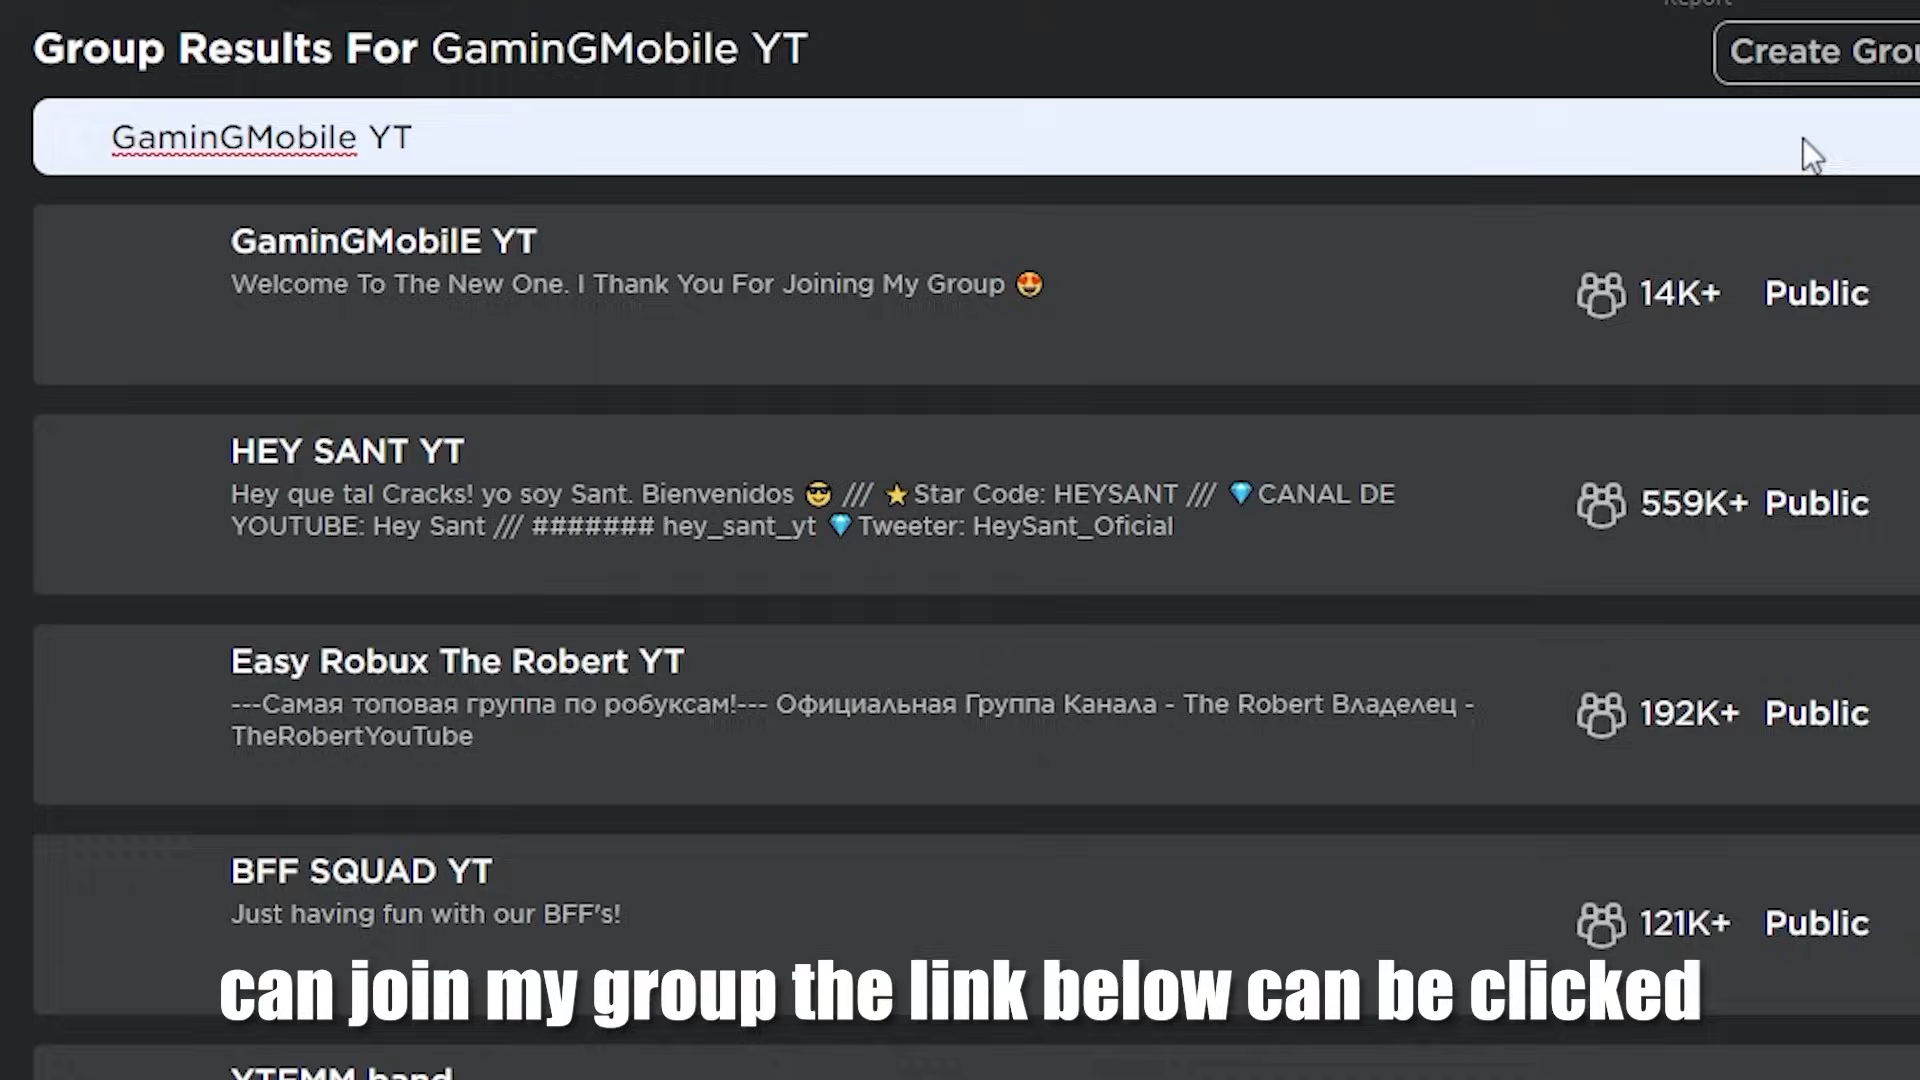 Report
Group Results For GaminGMobile YT
Create Grou
GaminGMobile YT
GaminGMobilE YT
Welcome To The New One. I Thank You For Joining My Group 😍
14K+ Public
HEY SANT YT
Hey que tal Cracks! yo soy Sant. Bienvenidos 😎 /// ⭐Star Code: HEYSANT /// 💎CANAL DE
YOUTUBE: Hey Sant /// ####### hey_sant_yt 💎Tweeter: HeySant_Oficial
559K+ Public
Easy Robux The Robert YT
---Самая топовая группа по робуксам!--- Официальная Группа Канала - The Robert Владелец -
TheRobertYouTube
192K+ Public
BFF SQUAD YT
Just having fun with our BFF's!
121K+ Public
can join my group the link below can be clicked
band